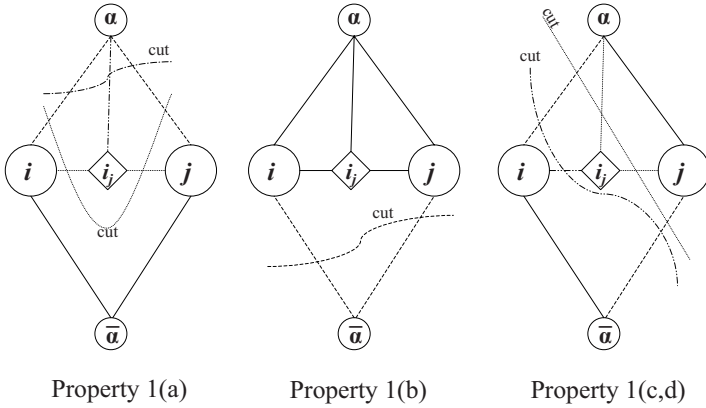 α α α
cut cut cut
i i_j j i i_j j i i_j j
cut cut
ᾱ ᾱ ᾱ
Property 1(a) Property 1(b) Property 1(c,d)